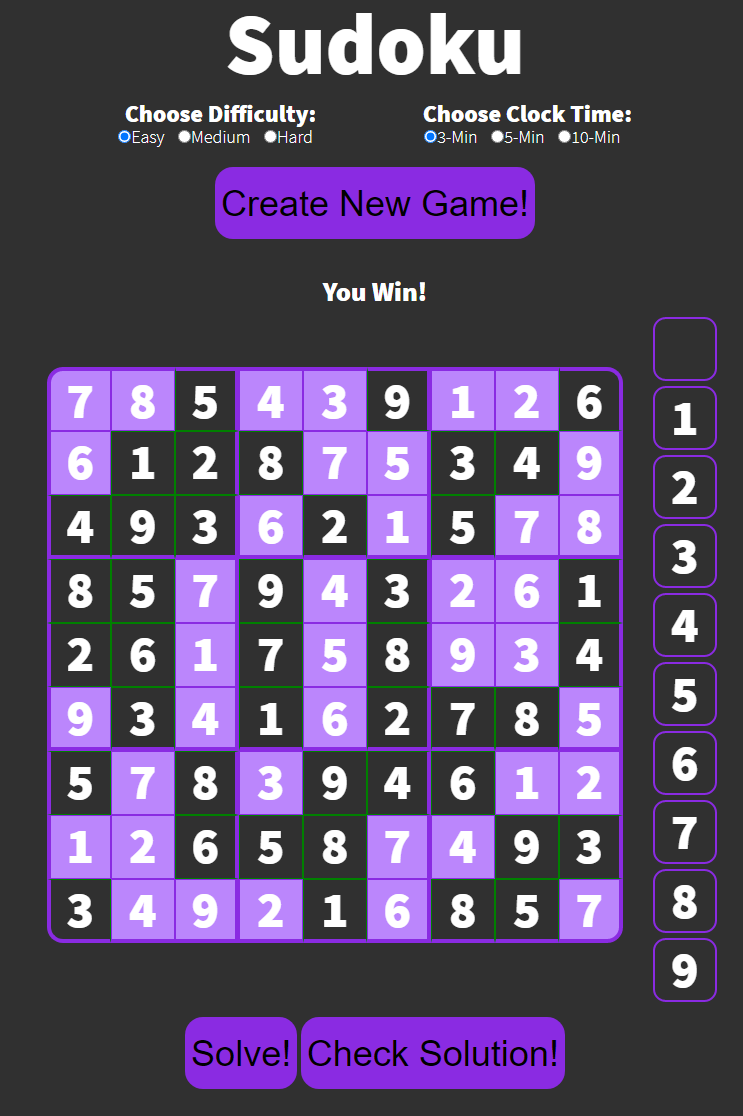 Sudoku
Choose Difficulty: Choose Clock Time:
Easy Medium Hard 3-Min 5-Min 10-Min
Create New Game!
You Win!
7 8 5 4 3 9 1 2 6
6 1 2 8 7 5 3 4 9
4 9 3 6 2 1 5 7 8
8 5 7 9 4 3 2 6 1
2 6 1 7 5 8 9 3 4
9 3 4 1 6 2 7 8 5
5 7 8 3 9 4 6 1 2
1 2 6 5 8 7 4 9 3
3 4 9 2 1 6 8 5 7
1
2
3
4
5
6
7
8
9
Solve! Check Solution!